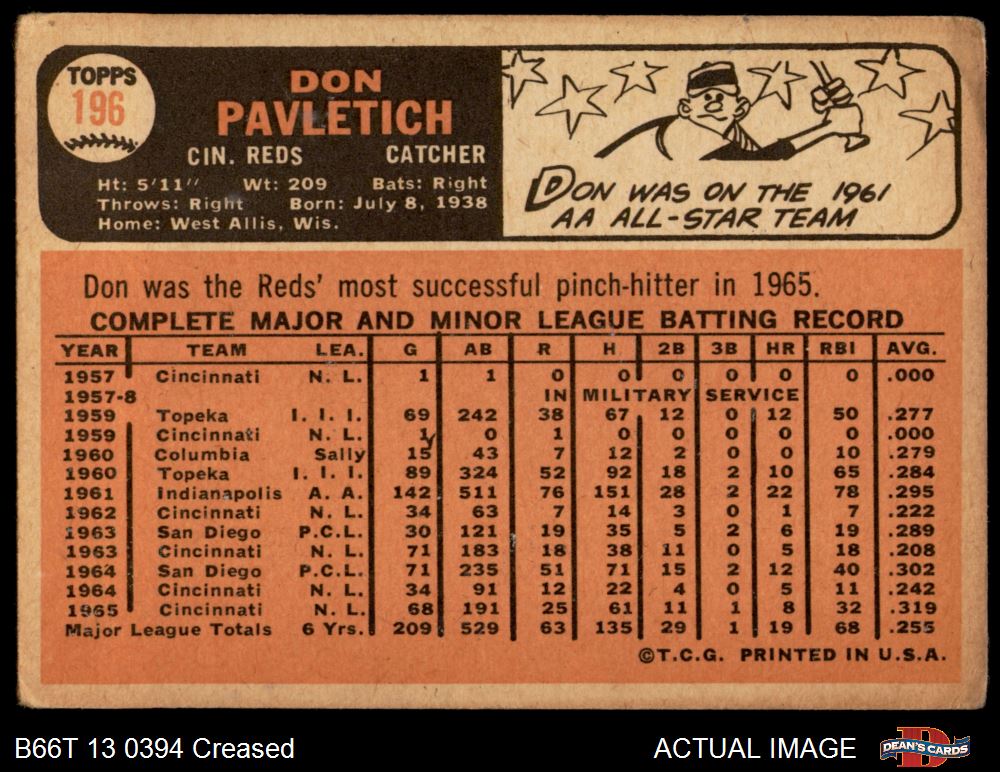 TOPPS
196
DON
PAVLETICH
CIN. REDS CATCHER
Ht: 5'11" Wt: 209 Bats: Right
Throws: Right Born: July 8, 1938
Home: West Allis, Wis.
DON WAS ON THE 1961
AA ALL-STAR TEAM
Don was the Reds' most successful pinch-hitter in 1965.
COMPLETE MAJOR AND MINOR LEAGUE BATTING RECORD
YEAR TEAM LEA. G AB R H 2B 3B HR RBI AVG.
1957 Cincinnati N. L. 1 1 0 0 0 0 0 0 .000
1957-8 IN MILITARY SERVICE
1959 Topeka I. I. I. 69 242 38 67 12 0 12 50 .277
1959 Cincinnati N. L. 1 0 1 0 0 0 0 0 .000
1960 Columbia Sally 15 43 7 12 2 0 0 10 .279
1960 Topeka I. I. I. 89 324 52 92 18 2 10 65 .284
1961 Indianapolis A. A. 142 511 76 151 28 2 22 78 .295
1962 Cincinnati N. L. 34 63 7 14 3 0 1 7 .222
1963 San Diego P.C.L. 30 121 19 35 5 2 6 19 .289
1963 Cincinnati N. L. 71 183 18 38 11 0 5 18 .208
1964 San Diego P.C.L. 71 235 51 71 15 2 12 40 .302
1964 Cincinnati N. L. 34 91 12 22 4 0 5 11 .242
1965 Cincinnati N. L. 68 191 25 61 11 1 8 32 .319
Major League Totals 6 Yrs. 209 529 63 135 29 1 19 68 .255
©T.C.G. PRINTED IN U.S.A.
B66T 13 0394 Creased ACTUAL IMAGE DEAN'S CARDS